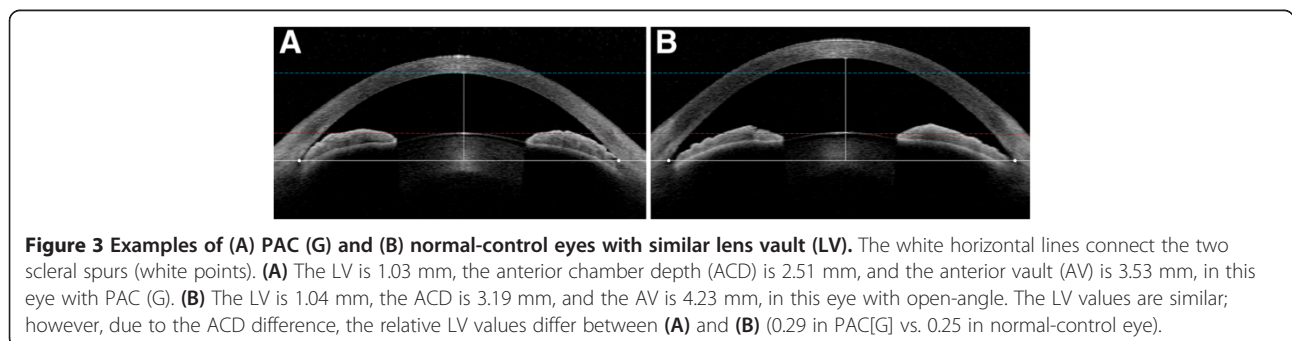 A
B
Figure 3 Examples of (A) PAC (G) and (B) normal-control eyes with similar lens vault (LV). The white horizontal lines connect the two
scleral spurs (white points). (A) The LV is 1.03 mm, the anterior chamber depth (ACD) is 2.51 mm, and the anterior vault (AV) is 3.53 mm, in this
eye with PAC (G). (B) The LV is 1.04 mm, the ACD is 3.19 mm, and the AV is 4.23 mm, in this eye with open-angle. The LV values are similar;
however, due to the ACD difference, the relative LV values differ between (A) and (B) (0.29 in PAC[G] vs. 0.25 in normal-control eye).